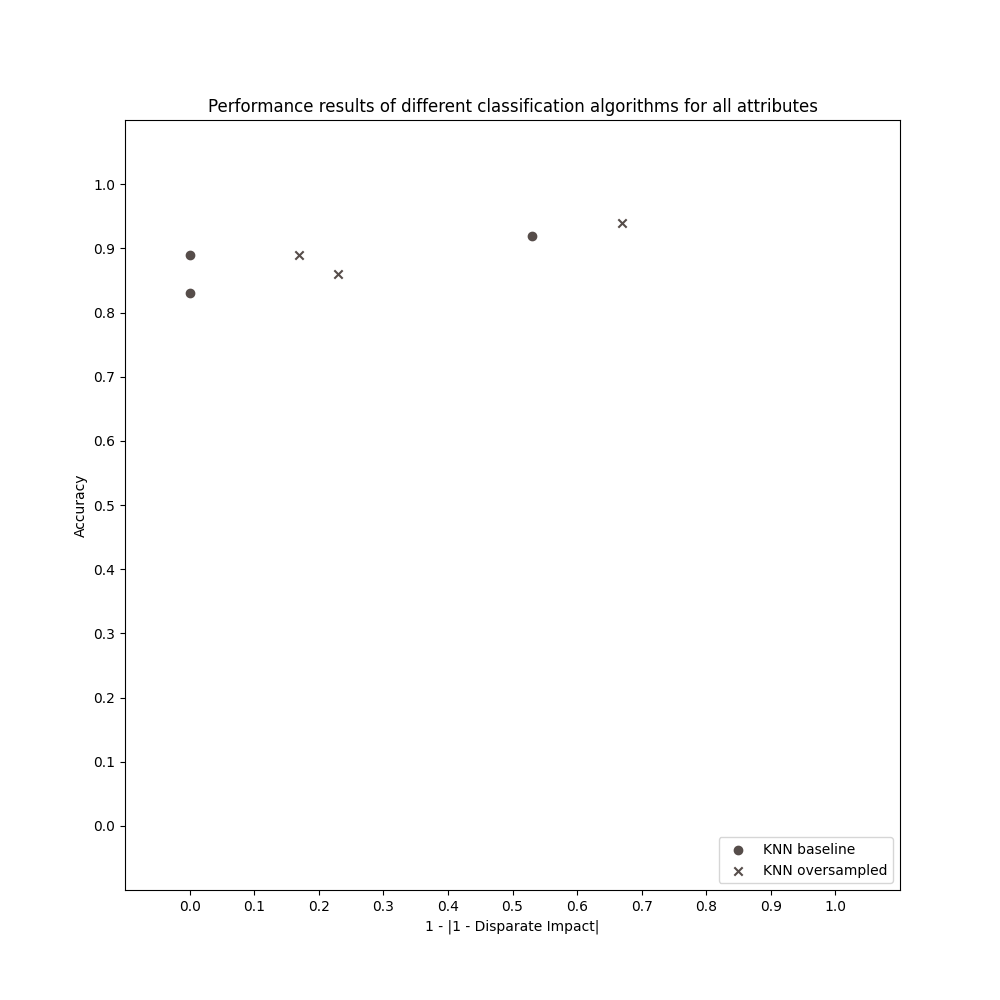 Performance results of different classification algorithms for all attributes
1.0
0.9
0.8
0.7
0.6
0.5
0.4
0.3
0.2
0.1
0.0
Accuracy
KNN baseline
KNN oversampled
0.0 0.1 0.2 0.3 0.4 0.5 0.6 0.7 0.8 0.9 1.0
1 - |1 - Disparate Impact|